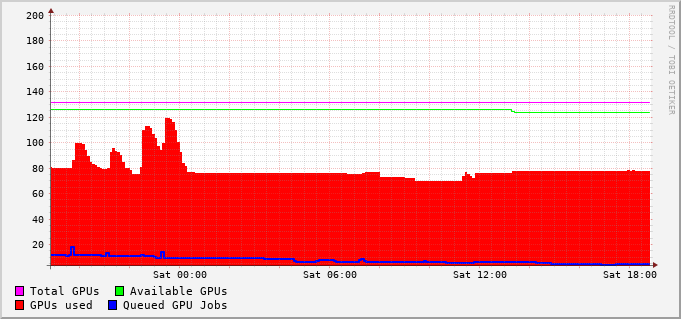 200
180
160
140
120
100
80
60
40
20
Sat 00:00 Sat 06:00 Sat 12:00 Sat 18:00
Total GPUs Available GPUs
GPUs used Queued GPU Jobs
RRDTOOL / TOBI OETIKER